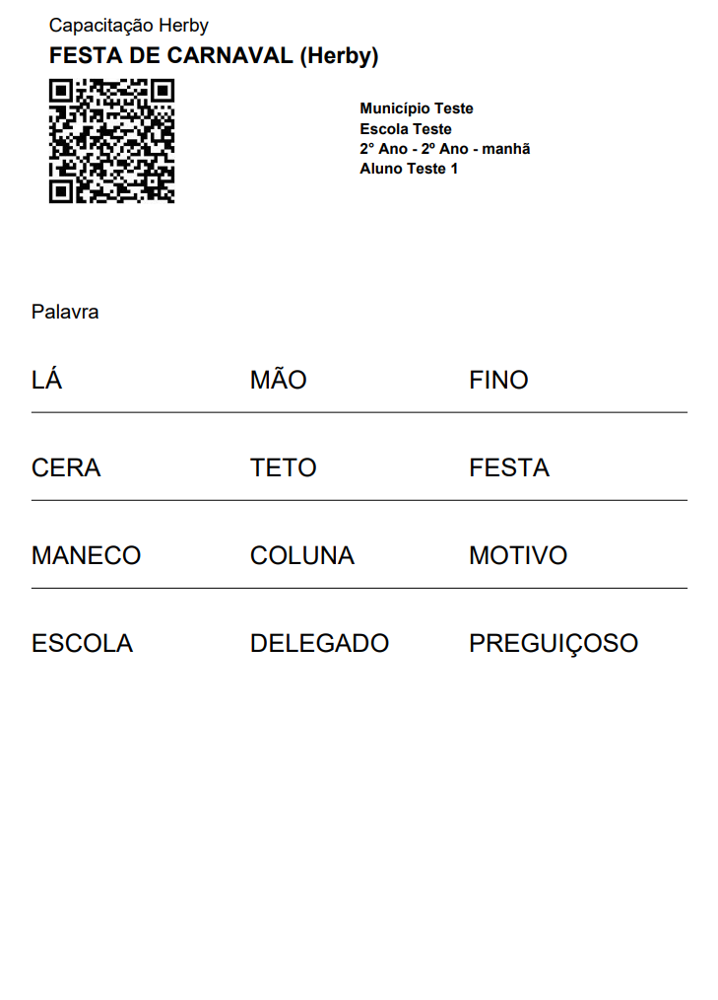 Capacitação Herby
FESTA DE CARNAVAL (Herby)
Município Teste
Escola Teste
2° Ano - 2º Ano - manhã
Aluno Teste 1
Palavra
LÁ MÃO FINO
CERA TETO FESTA
MANECO COLUNA MOTIVO
ESCOLA DELEGADO PREGUIÇOSO